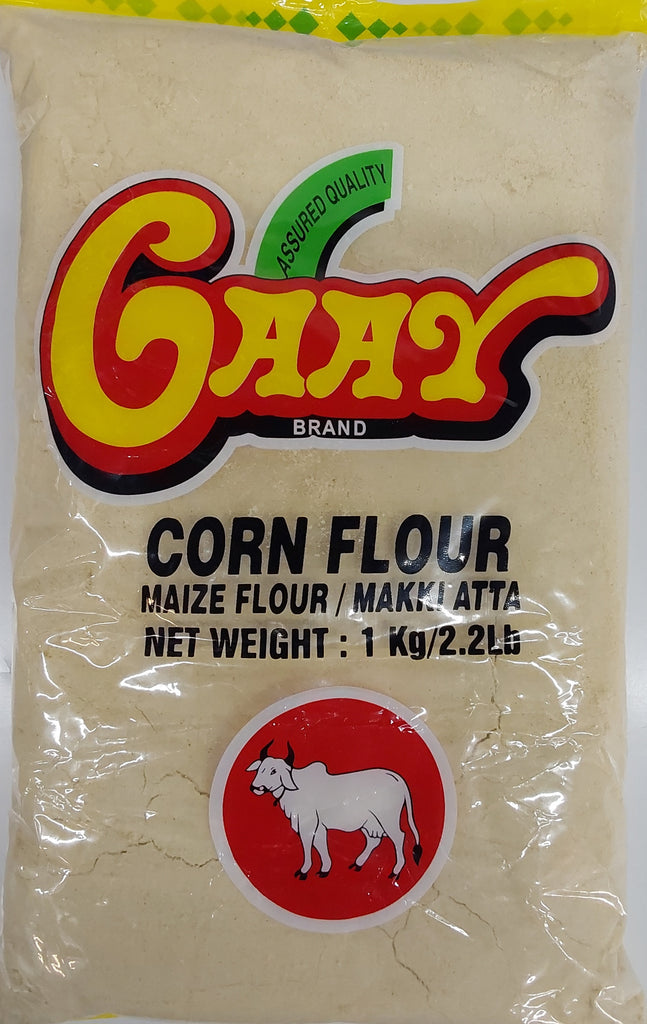 ASSURED QUALITY
GAAY
BRAND
CORN FLOUR
MAIZE FLOUR / MAKKI ATTA
NET WEIGHT : 1 Kg/2.2Lb